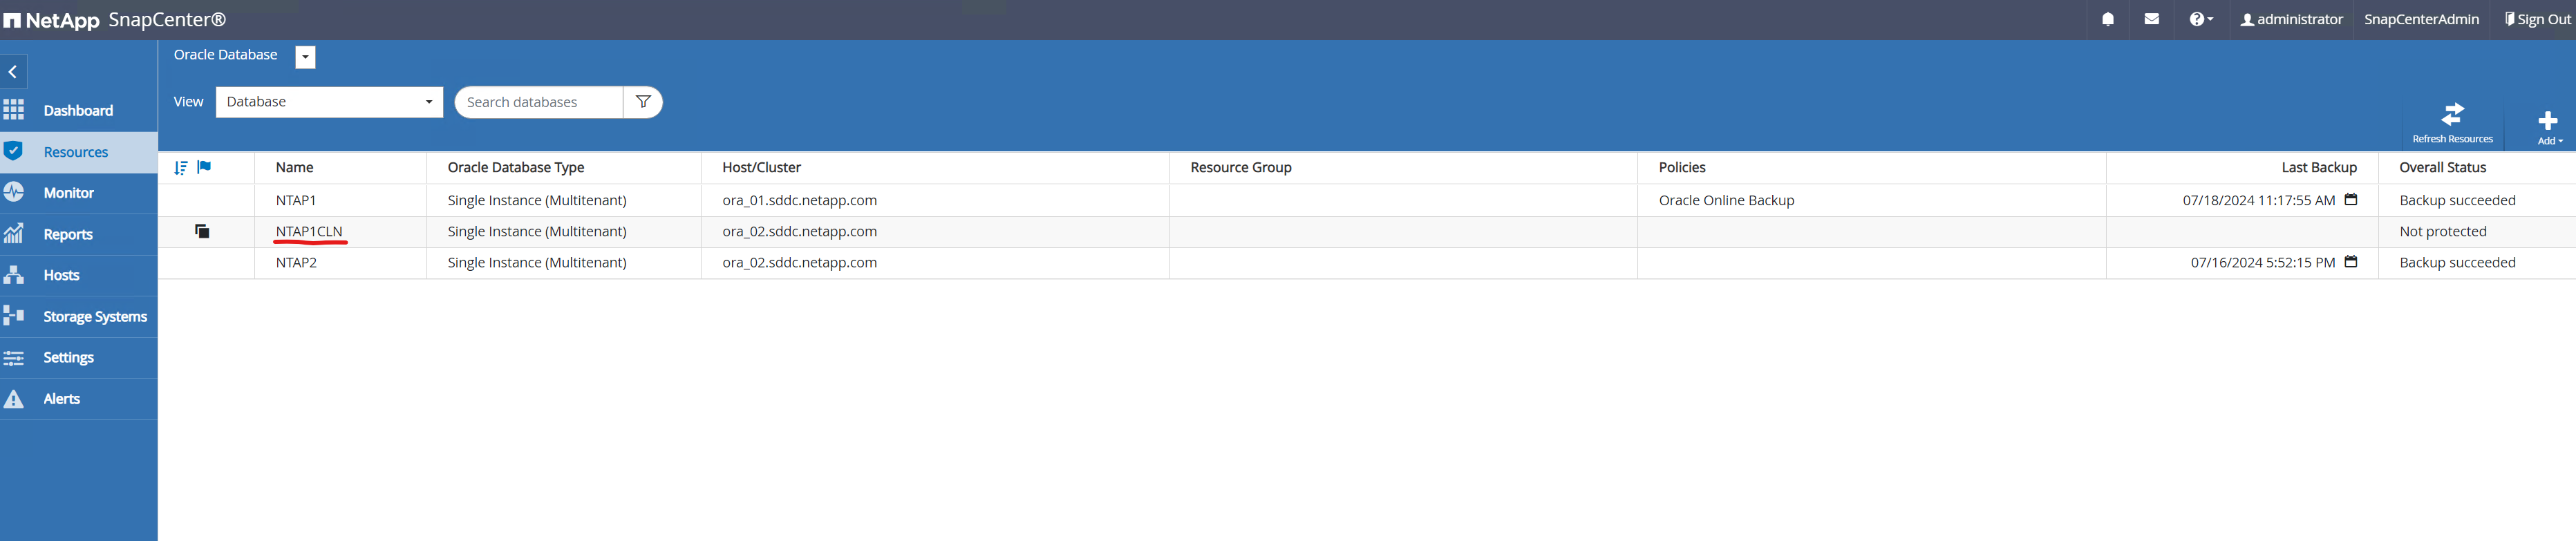 NetApp SnapCenter® administrator SnapCenterAdmin Sign Out
Oracle Database
View Database Search databases
Refresh Resources Add
Dashboard
Resources
Monitor
Reports
Hosts
Storage Systems
Settings
Alerts
Name Oracle Database Type Host/Cluster Resource Group Policies Last Backup Overall Status
NTAP1 Single Instance (Multitenant) ora_01.sddc.netapp.com Oracle Online Backup 07/18/2024 11:17:55 AM Backup succeeded
NTAP1CLN Single Instance (Multitenant) ora_02.sddc.netapp.com Not protected
NTAP2 Single Instance (Multitenant) ora_02.sddc.netapp.com 07/16/2024 5:52:15 PM Backup succeeded